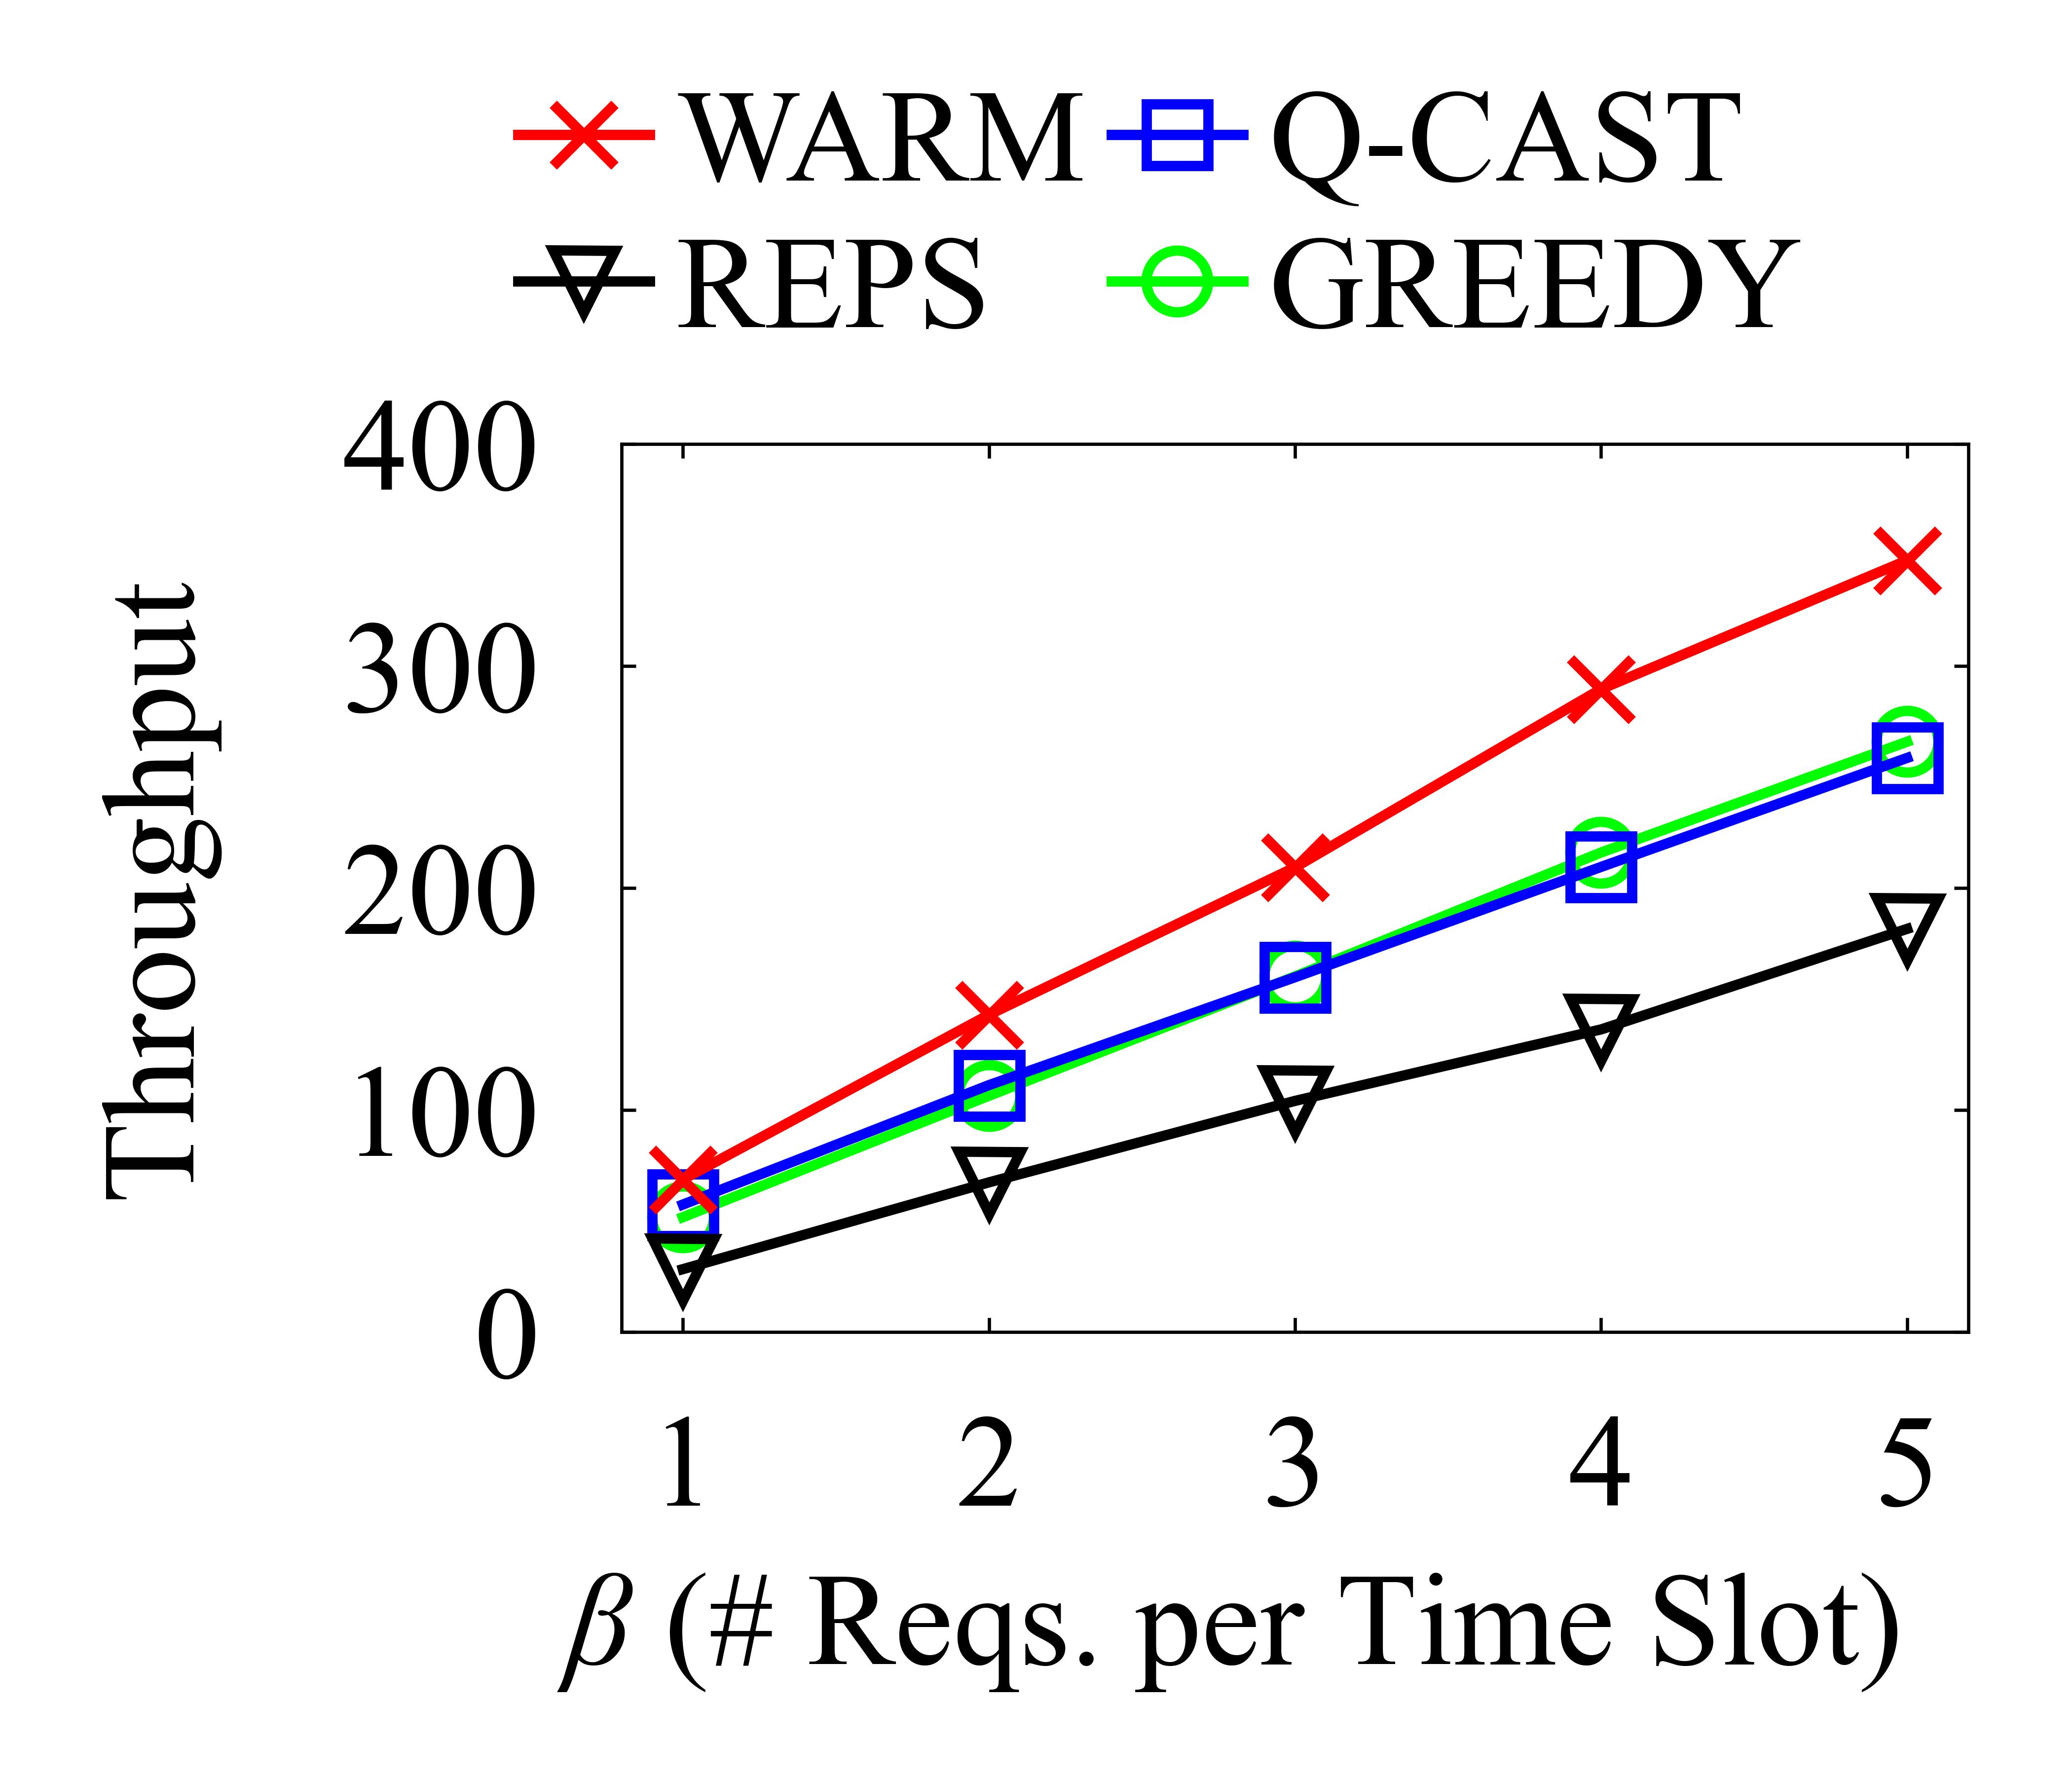 WARM Q-CAST
REPS GREEDY
400
300
200
100
0
Throughput
1 2 3 4 5
β (# Reqs. per Time Slot)